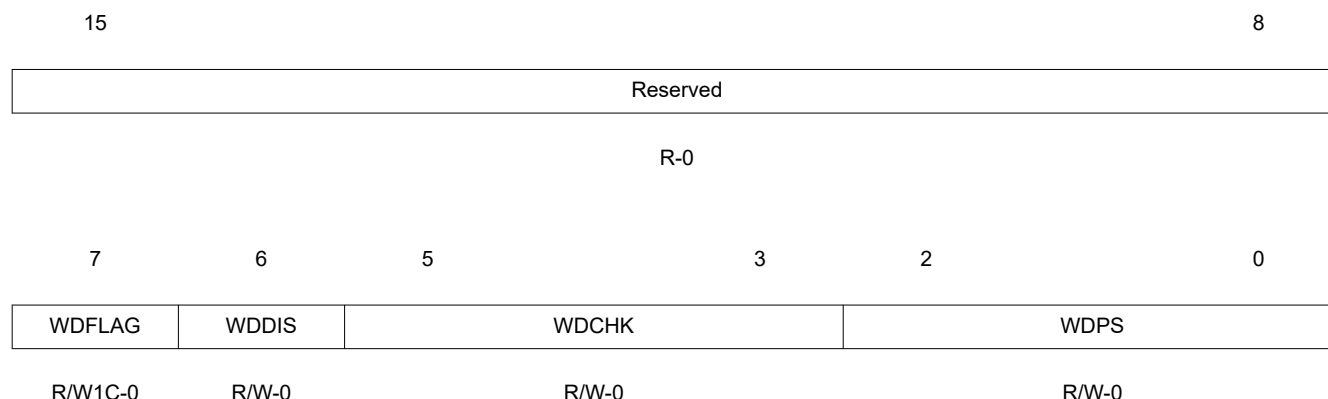 15 8
Reserved
R-0
7 6 5 3 2 0
WDFLAG WDDIS WDCHK WDPS
R/W1C-0 R/W-0 R/W-0 R/W-0